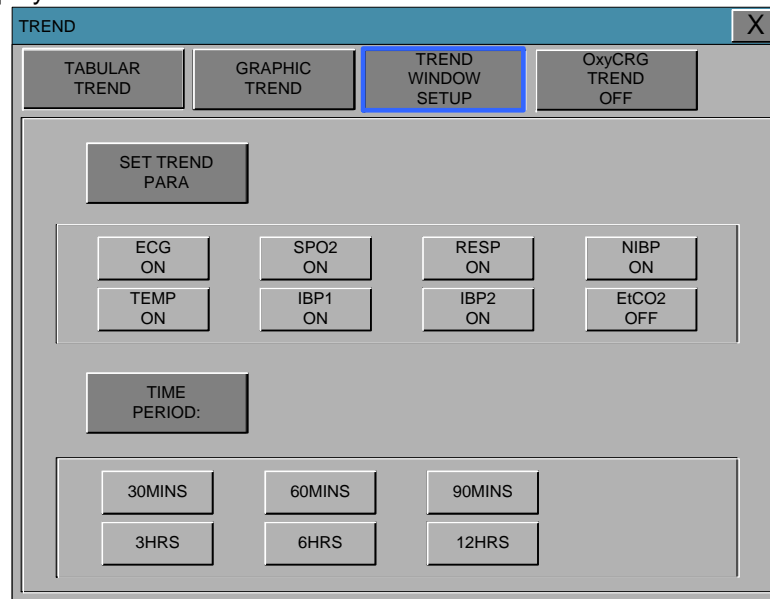 TREND X
TABULAR
TREND
GRAPHIC
TREND
TREND
WINDOW
SETUP
OxyCRG
TREND
OFF
SET TREND
PARA
ECG
ON
SPO2
ON
RESP
ON
NIBP
ON
TEMP
ON
IBP1
ON
IBP2
ON
EtCO2
OFF
TIME
PERIOD:
30MINS
60MINS
90MINS
3HRS
6HRS
12HRS